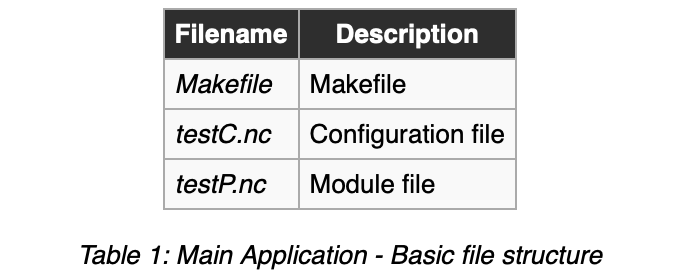 Filename Description
Makefile Makefile
testC.nc Configuration file
testP.nc Module file
Table 1: Main Application - Basic file structure